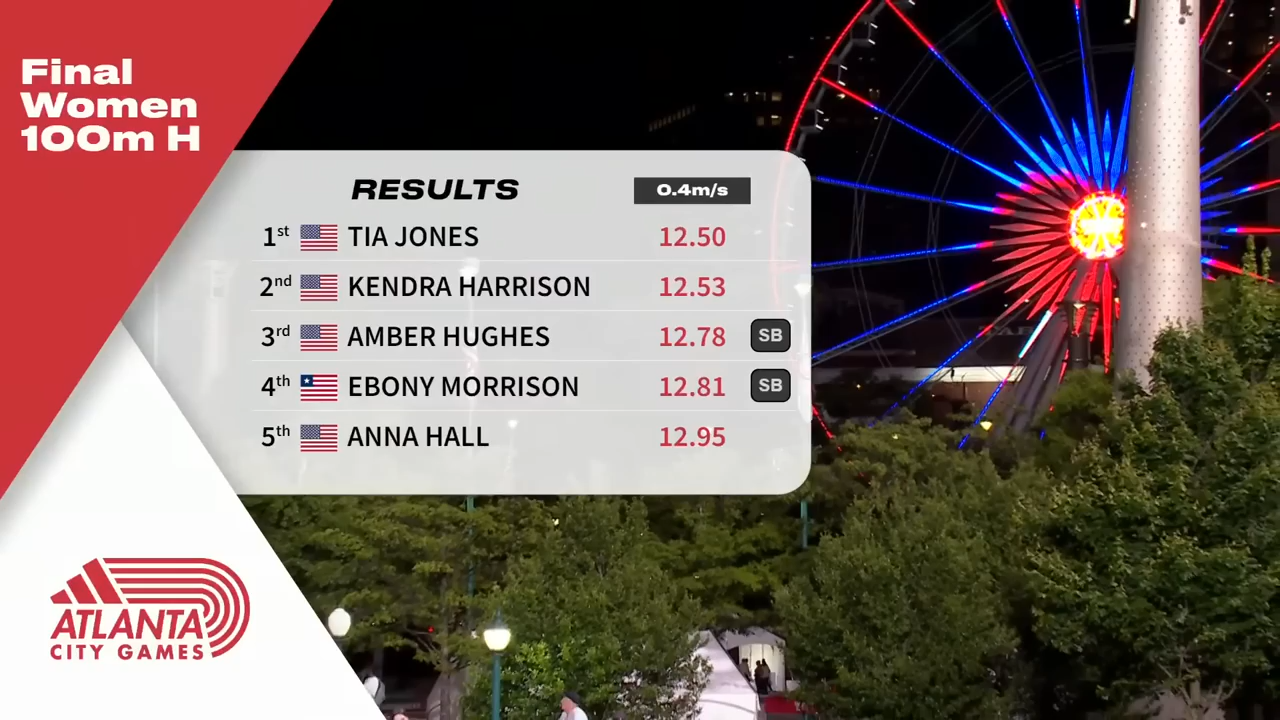 Final
Women
100m H
RESULTS 0.4m/s
1st TIA JONES 12.50
2nd KENDRA HARRISON 12.53
3rd AMBER HUGHES 12.78 SB
4th EBONY MORRISON 12.81 SB
5th ANNA HALL 12.95
ATLANTA
CITY GAMES